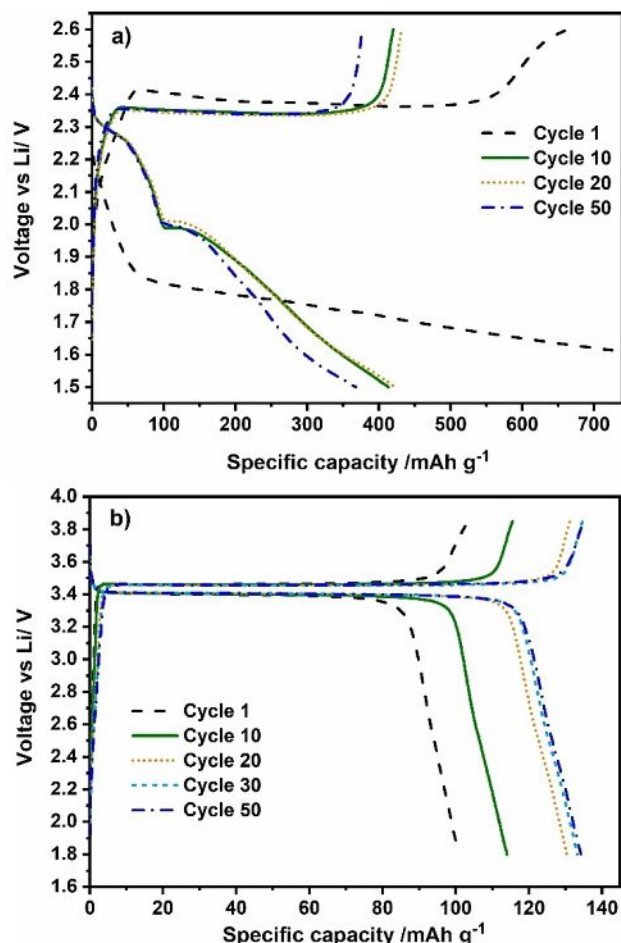 a)
2.6
2.5
2.4
2.3
2.2
2.1
2.0
1.9
1.8
1.7
1.6
1.5
Voltage vs Li/ V
Cycle 1
Cycle 10
Cycle 20
Cycle 50
0 100 200 300 400 500 600 700
Specific capacity /mAh g-1
b)
4.0
3.8
3.6
3.4
3.2
3.0
2.8
2.6
2.4
2.2
2.0
1.8
1.6
Voltage vs Li/ V
Cycle 1
Cycle 10
Cycle 20
Cycle 30
Cycle 50
0 20 40 60 80 100 120 140
Specific capacity /mAh g-1